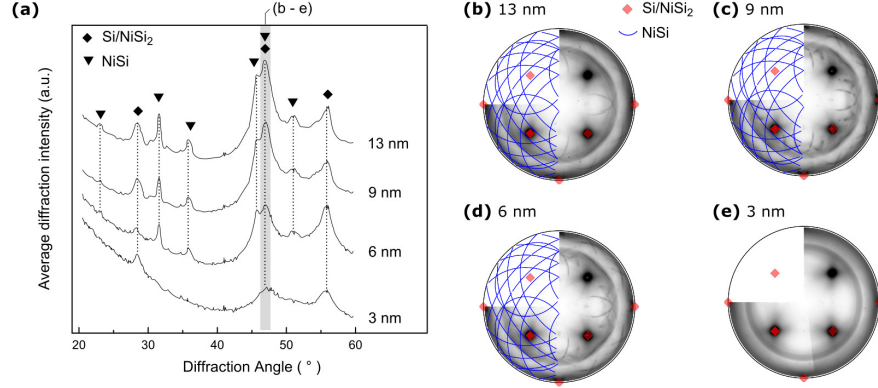 (a)
(b - e)
Si/NiSi₂
NiSi
Average diffraction intensity (a.u.)
13 nm
9 nm
6 nm
3 nm
20 30 40 50 60
Diffraction Angle ( ° )
(b) 13 nm
Si/NiSi₂
NiSi
(c) 9 nm
(d) 6 nm
(e) 3 nm